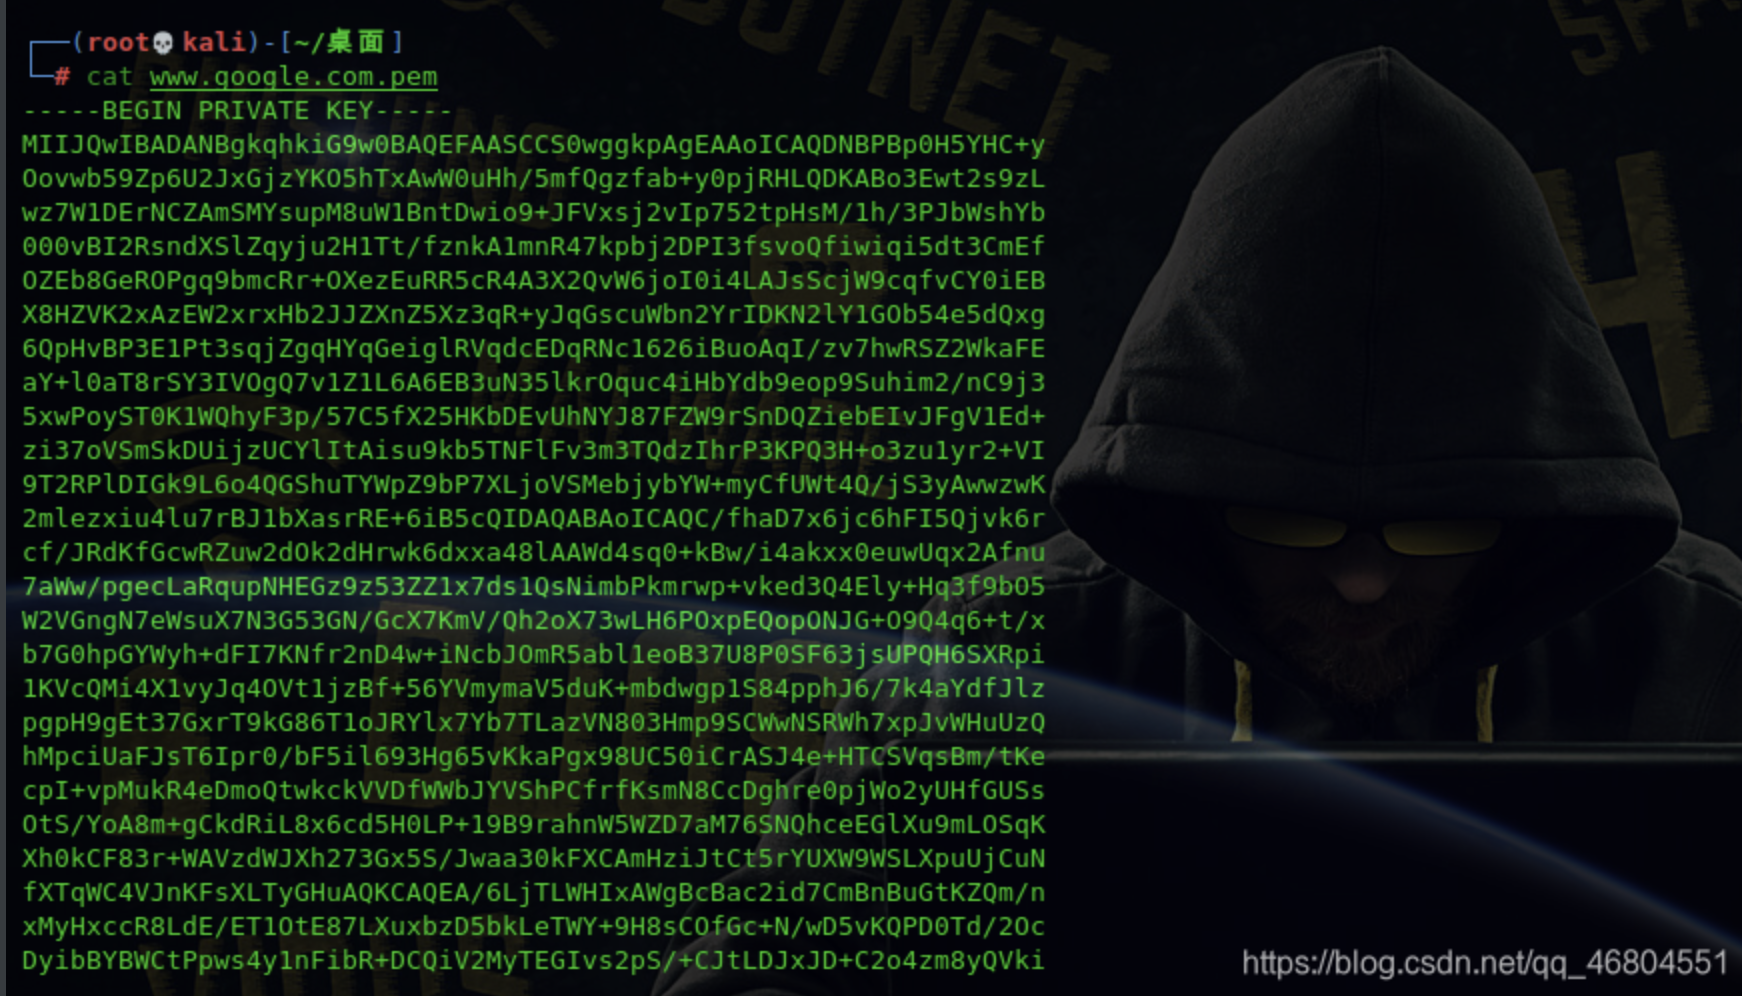 (root💀kali)-[~/桌面]
# cat www.google.com.pem
-----BEGIN PRIVATE KEY-----
MIIJQwIBADANBgkqhkiG9w0BAQEFAASCCS0wggkpAgEAAoICAQDNBPBp0H5YHC+y
Oovwb59Zp6U2JxGjzYKO5hTxAwW0uHh/5mfQgzfab+y0pjRHLQDKABo3Ewt2s9zL
wz7W1DErNCZAmSMYsupM8uW1BntDwio9+JFVxsj2vIp752tpHsM/1h/3PJbWshYb
000vBI2RsndXSlZqyju2H1Tt/fznkA1mnR47kpbj2DPI3fsvoQfiwiqi5dt3CmEf
OZEb8GeROPgq9bmcRr+OXezEuRR5cR4A3X2QvW6joI0i4LAJsScjW9cqfvCY0iEB
X8HZVK2xAzEW2xrxHb2JJZXnZ5Xz3qR+yJqGscuWbn2YrIDKN2lY1GOb54e5dQxg
6QpHvBP3E1Pt3sqjZgqHYqGeiglRVqdcEDqRNc1626iBuoAqI/zv7hwRSZ2WkaFE
aY+l0aT8rSY3IVOgQ7v1Z1L6A6EB3uN35lkrOquc4iHbYdb9eop9Suhim2/nC9j3
5xwPoyST0K1WQhyF3p/57C5fX25HKbDEvUhNYJ87FZW9rSnDQZiebEIvJFgV1Ed+
zi37oVSmSkDUijzUCYlItAisu9kb5TNFlFv3m3TQdzIhrP3KPQ3H+o3zu1yr2+VI
9T2RPlDIGk9L6o4QGShuTYWpZ9bP7XLjoVSMebjybYW+myCfUWt4Q/jS3yAwwzwK
2mlezxiu4lu7rBJ1bXasrRE+6iB5cQIDAQABAoICAQC/fhaD7x6jc6hFI5Qjvk6r
cf/JRdKfGcwRZuw2dOk2dHrwk6dxxa48lAAWd4sq0+kBw/i4akxx0euwUqx2Afnu
7aWw/pgecLaRqupNHEGz9z53ZZ1x7ds1QsNimbPkmrwp+vked3Q4Ely+Hq3f9bO5
W2VGngN7eWsuX7N3G53GN/GcX7KmV/Qh2oX73wLH6POxpEQopONJG+O9Q4q6+t/x
b7G0hpGYWyh+dFI7KNfr2nD4w+iNcbJOmR5abl1eoB37U8P0SF63jsUPQH6SXRpi
1KVcQMi4X1vyJq4OVt1jzBf+56YVmymaV5duK+mbdwgp1S84pphJ6/7k4aYdfJlz
pgpH9gEt37GxrT9kG86T1oJRYlx7Yb7TLazVN803Hmp9SCWwNSRWh7xpJvWHuUzQ
hMpciUaFJsT6Ipr0/bF5il693Hg65vKkaPgx98UC50iCrASJ4e+HTCSVqsBm/tKe
cpI+vpMukR4eDmoQtwkckVVDfWWbJYVShPCfrfKsmN8CcDghre0pjWo2yUHfGUSs
OtS/YoA8m+gCkdRiL8x6cd5H0LP+19B9rahnW5WZD7aM76SNQhceEGlXu9mLOSqK
Xh0kCF83r+WAVzdWJXh273Gx5S/Jwaa30kFXCAmHziJtCt5rYUXW9WSLXpuUjCuN
fXTqWC4VJnKFsXLTyGHuAQKCAQEA/6LjTLWHIxAWgBcBac2id7CmBnBuGtKZQm/n
xMyHxccR8LdE/ET1OtE87LXuxbzD5bkLeTWY+9H8sCOfGc+N/wD5vKQPD0Td/2Oc
DyibBYBWCtPpws4y1nFibR+DCQiV2MyTEGIvs2pS/+CJtLDJxJD+C2o4zm8yQVki
https://blog.csdn.net/qq_46804551